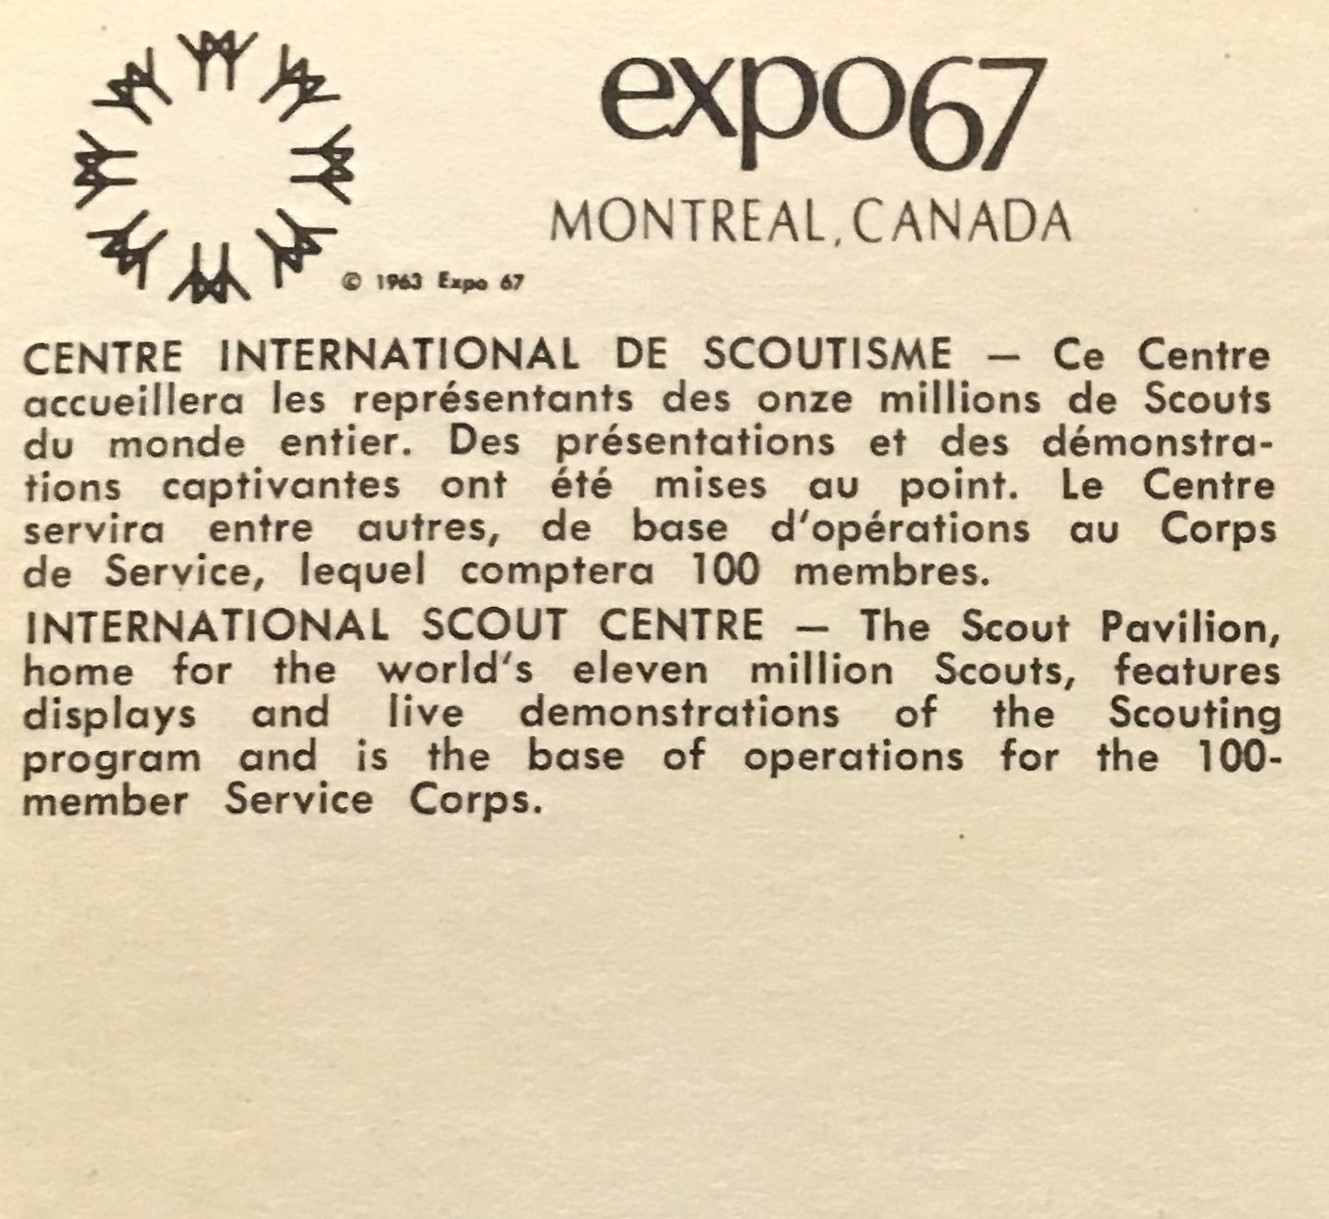 expo67
MONTREAL, CANADA
© 1963 Expo 67
CENTRE INTERNATIONAL DE SCOUTISME — Ce Centre
accueillera les représentants des onze millions de Scouts
du monde entier. Des présentations et des démonstra-
tions captivantes ont été mises au point. Le Centre
servira entre autres, de base d'opérations au Corps
de Service, lequel comptera 100 membres.
INTERNATIONAL SCOUT CENTRE — The Scout Pavilion,
home for the world's eleven million Scouts, features
displays and live demonstrations of the Scouting
program and is the base of operations for the 100-
member Service Corps.